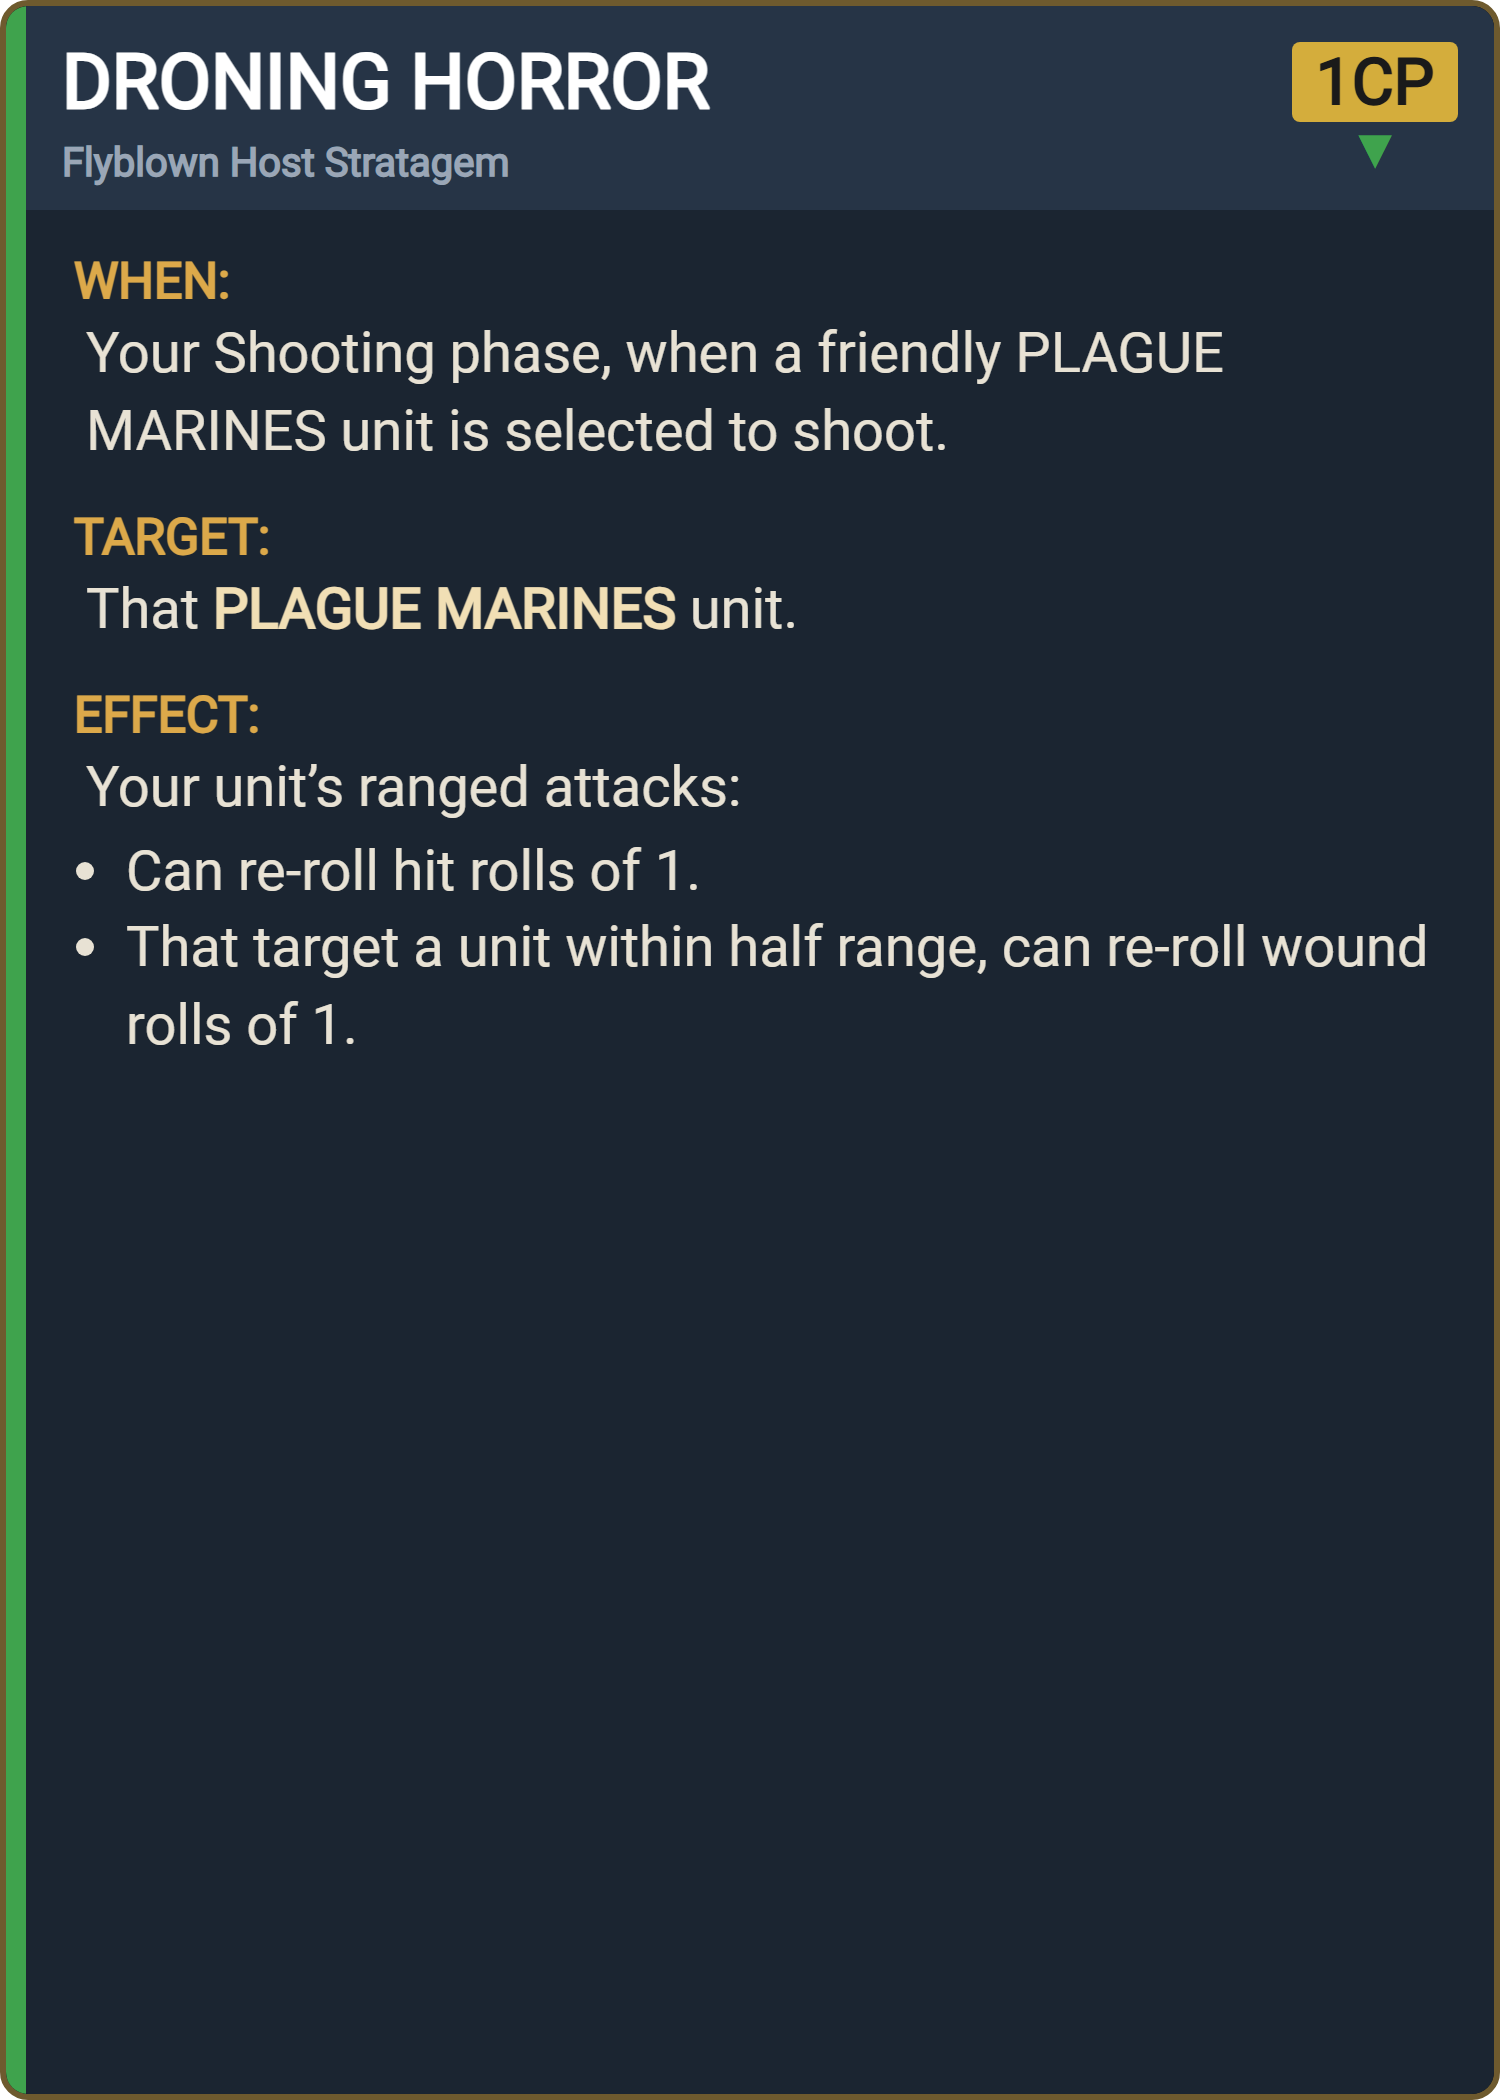 DRONING HORROR
1CP
Flyblown Host Stratagem
WHEN:
Your Shooting phase, when a friendly PLAGUE
MARINES unit is selected to shoot.
TARGET:
That PLAGUE MARINES unit.
EFFECT:
Your unit’s ranged attacks:
• Can re-roll hit rolls of 1.
• That target a unit within half range, can re-roll wound
rolls of 1.